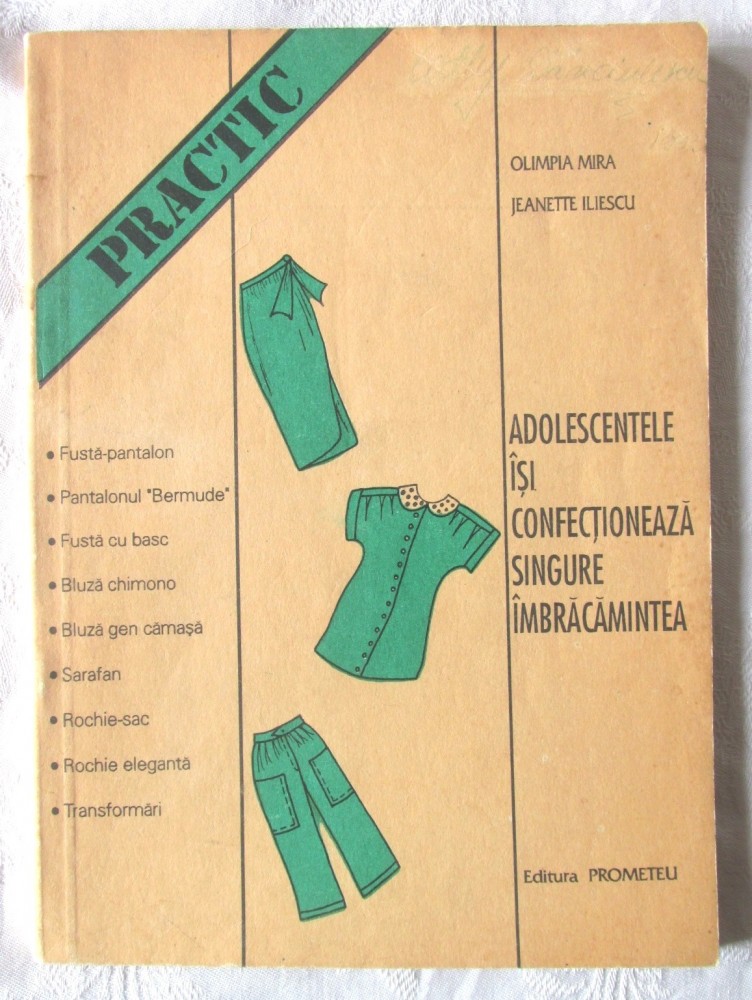 PRACTIC
OLIMPIA MIRA
JEANETTE ILIESCU
ADOLESCENTELE
ÎȘI
CONFECȚIONEAZĂ
SINGURE
ÎMBRĂCĂMINTEA
• Fustă-pantalon
• Pantalonul "Bermude"
• Fustă cu basc
• Bluză chimono
• Bluză gen cămașă
• Sarafan
• Rochie-sac
• Rochie elegantă
• Transformări
Editura PROMETEU